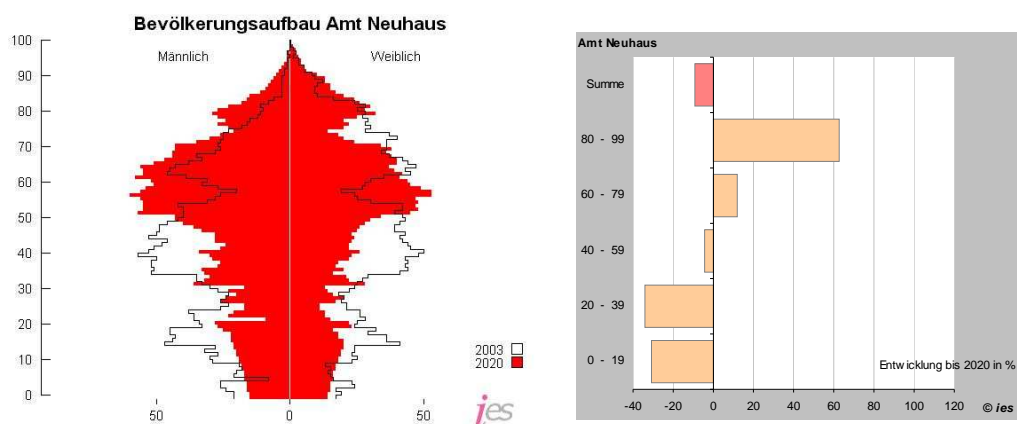 Bevölkerungsaufbau Amt Neuhaus
Männlich
Weiblich
100
90
80
70
60
50
40
30
20
10
0
50
0
50
2003
2020
ies
Amt Neuhaus
Summe
80 - 99
60 - 79
40 - 59
20 - 39
0 - 19
Entwicklung bis 2020 in %
-40 -20 0 20 40 60 80 100 120
© ies